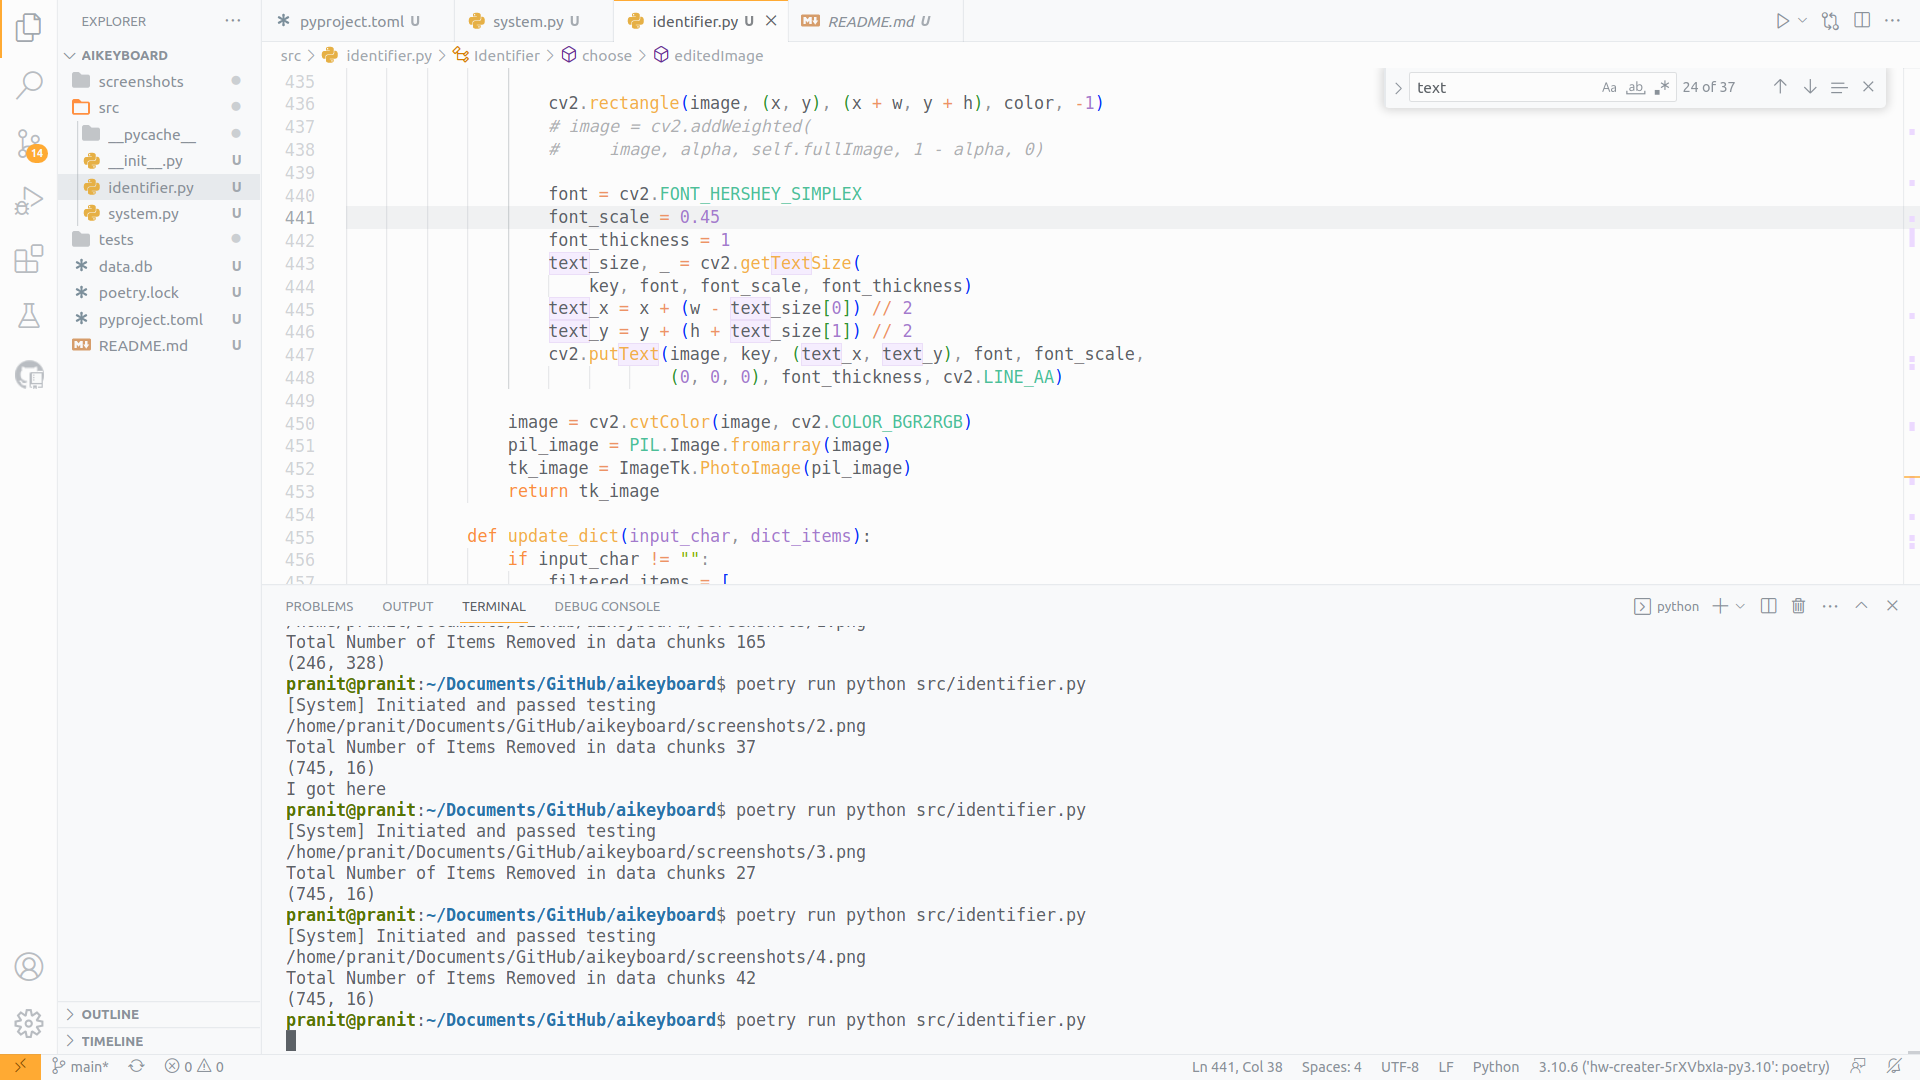 EXPLORER
AIKEYBOARD
screenshots
src
__pycache__
__init__.py U
identifier.py U
system.py U
tests
data.db U
poetry.lock U
pyproject.toml U
README.md U
OUTLINE
TIMELINE
14
pyproject.toml U
system.py U
identifier.py U
README.md U
src > identifier.py > Identifier > choose > editedImage
text
Aa ab 24 of 37
435
436 cv2.rectangle(image, (x, y), (x + w, y + h), color, -1)
437 # image = cv2.addWeighted(
438 #     image, alpha, self.fullImage, 1 - alpha, 0)
439
440 font = cv2.FONT_HERSHEY_SIMPLEX
441 font_scale = 0.45
442 font_thickness = 1
443 text_size, _ = cv2.getTextSize(
444 key, font, font_scale, font_thickness)
445 text_x = x + (w - text_size[0]) // 2
446 text_y = y + (h + text_size[1]) // 2
447 cv2.putText(image, key, (text_x, text_y), font, font_scale,
448 (0, 0, 0), font_thickness, cv2.LINE_AA)
449
450 image = cv2.cvtColor(image, cv2.COLOR_BGR2RGB)
451 pil_image = PIL.Image.fromarray(image)
452 tk_image = ImageTk.PhotoImage(pil_image)
453 return tk_image
454
455 def update_dict(input_char, dict_items):
456 if input_char != "":
457 filtered_items = [
PROBLEMS OUTPUT TERMINAL DEBUG CONSOLE
python
/home/pranit/Documents/GitHub/aikeyboard/screenshots/1.png
Total Number of Items Removed in data chunks 165
(246, 328)
pranit@pranit:~/Documents/GitHub/aikeyboard$ poetry run python src/identifier.py
[System] Initiated and passed testing
/home/pranit/Documents/GitHub/aikeyboard/screenshots/2.png
Total Number of Items Removed in data chunks 37
(745, 16)
I got here
pranit@pranit:~/Documents/GitHub/aikeyboard$ poetry run python src/identifier.py
[System] Initiated and passed testing
/home/pranit/Documents/GitHub/aikeyboard/screenshots/3.png
Total Number of Items Removed in data chunks 27
(745, 16)
pranit@pranit:~/Documents/GitHub/aikeyboard$ poetry run python src/identifier.py
[System] Initiated and passed testing
/home/pranit/Documents/GitHub/aikeyboard/screenshots/4.png
Total Number of Items Removed in data chunks 42
(745, 16)
pranit@pranit:~/Documents/GitHub/aikeyboard$ poetry run python src/identifier.py
main* 0 0 Ln 441, Col 38 Spaces: 4 UTF-8 LF Python 3.10.6 ('hw-creater-5rXVbxIa-py3.10': poetry)